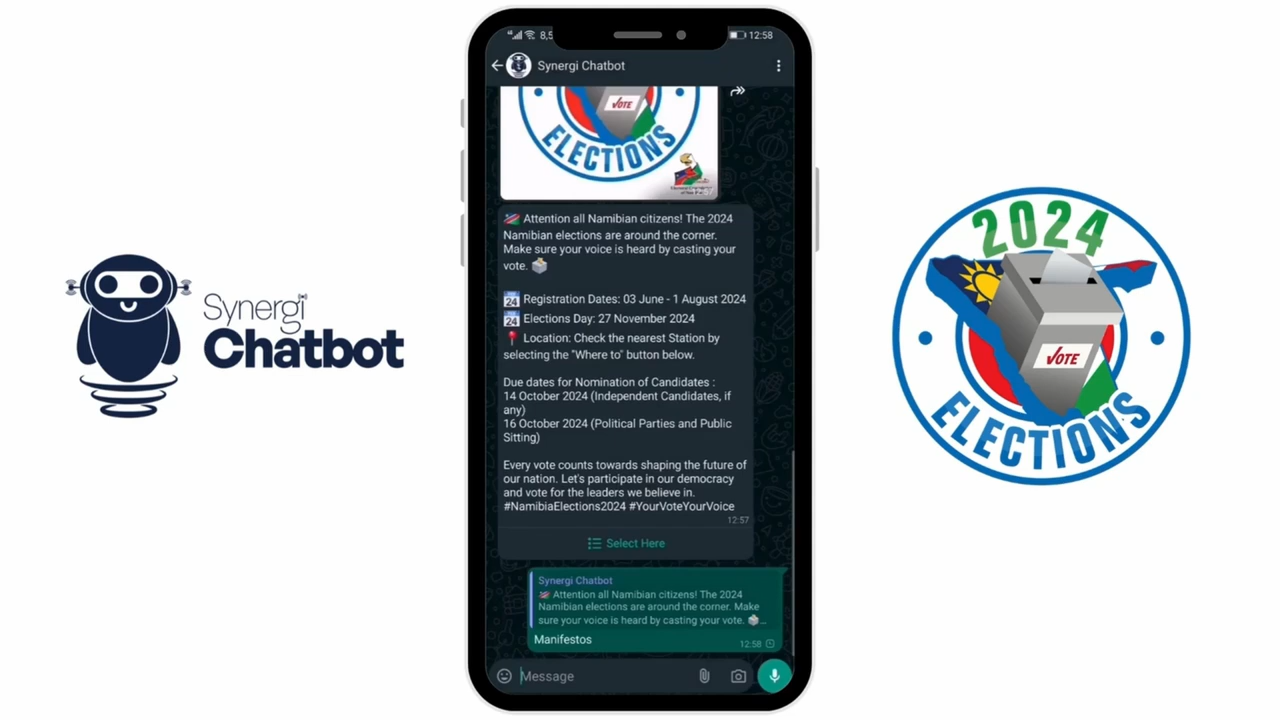 Synergi
Chatbot
8,5
12:58
Synergi Chatbot
VOTE
ELECTIONS
🇳🇦 Attention all Namibian citizens! The 2024
Namibian elections are around the corner.
Make sure your voice is heard by casting your
vote. 🗳️
📅 Registration Dates: 03 June - 1 August 2024
📅 Elections Day: 27 November 2024
📍 Location: Check the nearest Station by
selecting the "Where to" button below.
Due dates for Nomination of Candidates :
14 October 2024 (Independent Candidates, if
any)
16 October 2024 (Political Parties and Public
Sitting)
Every vote counts towards shaping the future of
our nation. Let's participate in our democracy
and vote for the leaders we believe in.
#NamibiaElections2024 #YourVoteYourVoice
12:57
Select Here
Synergi Chatbot
🇳🇦 Attention all Namibian citizens! The 2024
Namibian elections are around the corner. Make
sure your voice is heard by casting your vote. 🗳️...
Manifestos
12:58
Message
2024
VOTE
ELECTIONS